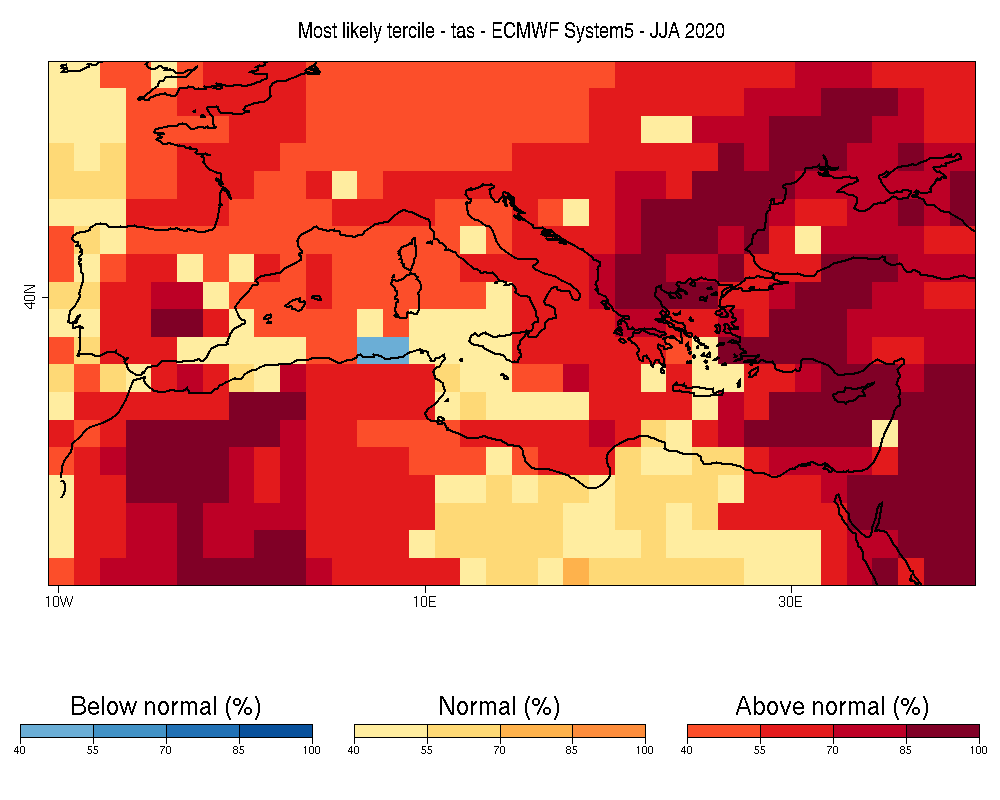 Most likely tercile - tas - ECMWF System5 - JJA 2020
40N
10W 10E 30E
Below normal (%) Normal (%) Above normal (%)
40 55 70 85 100 40 55 70 85 100 40 55 70 85 100